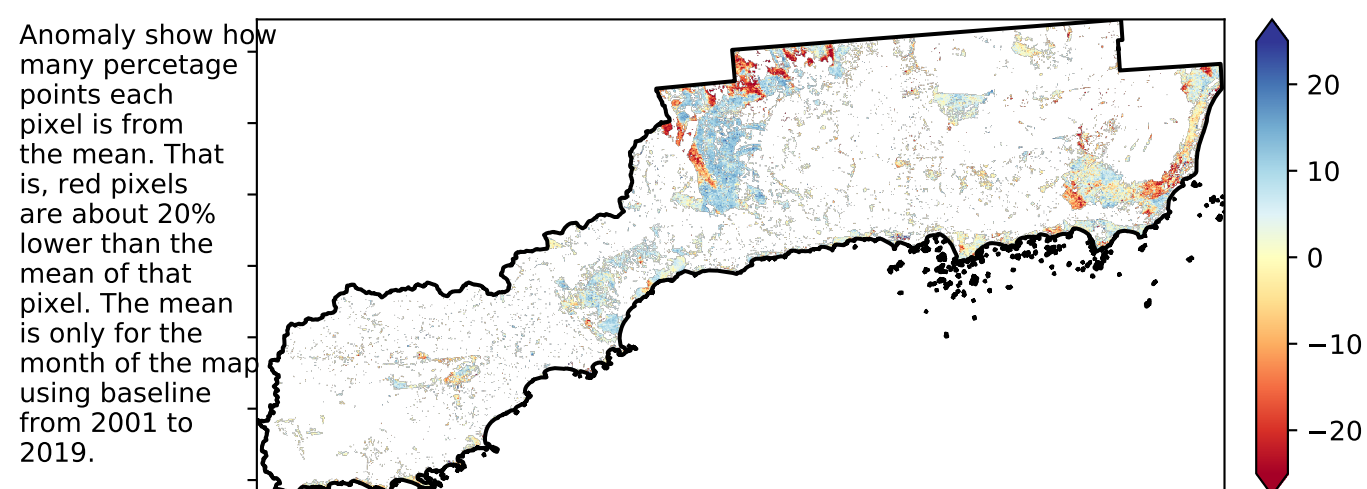 Anomaly show how
many percetage
points each
pixel is from
the mean. That
is, red pixels
are about 20%
lower than the
mean of that
pixel. The mean
is only for the
month of the map
using baseline
from 2001 to
2019.
20
10
0
−10
−20